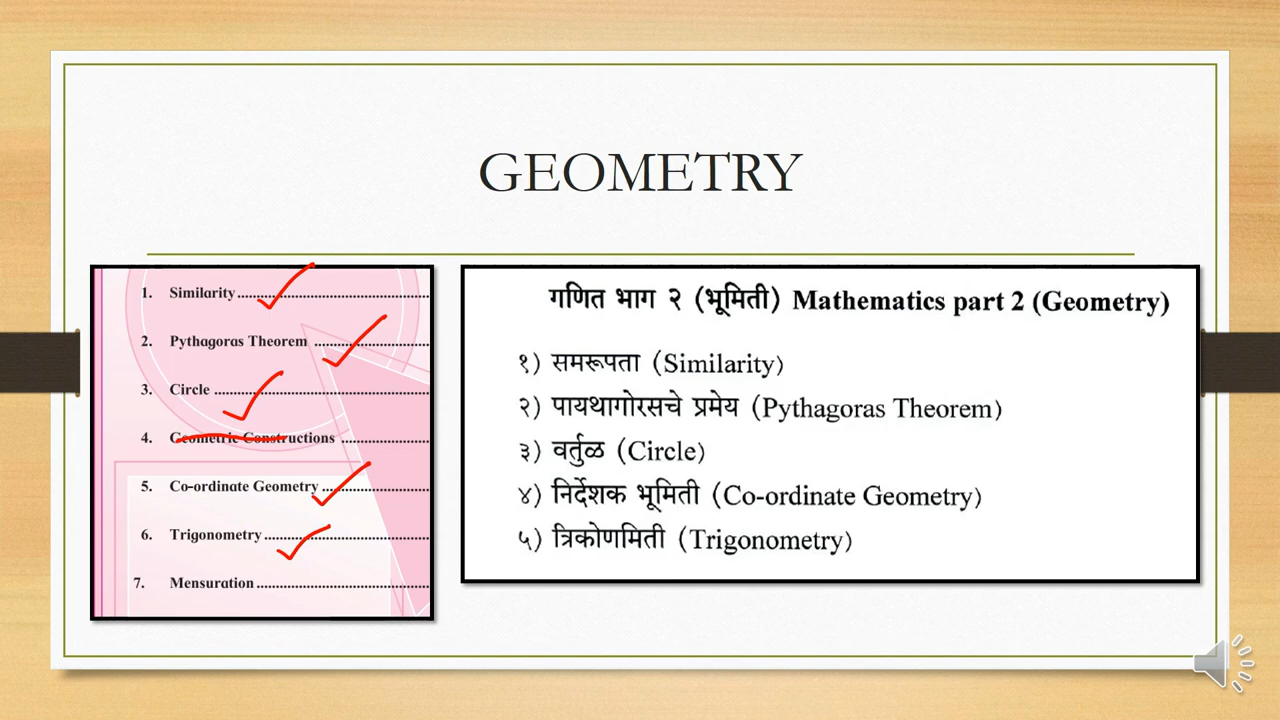 GEOMETRY
1. Similarity
2. Pythagoras Theorem
3. Circle
4. Geometric Constructions
5. Co-ordinate Geometry
6. Trigonometry
7. Mensuration
गणित भाग २ (भूमिती) Mathematics part 2 (Geometry)
१) समरूपता (Similarity)
२) पायथागोरसचे प्रमेय (Pythagoras Theorem)
३) वर्तुळ (Circle)
४) निर्देशक भूमिती (Co-ordinate Geometry)
५) त्रिकोणमिती (Trigonometry)